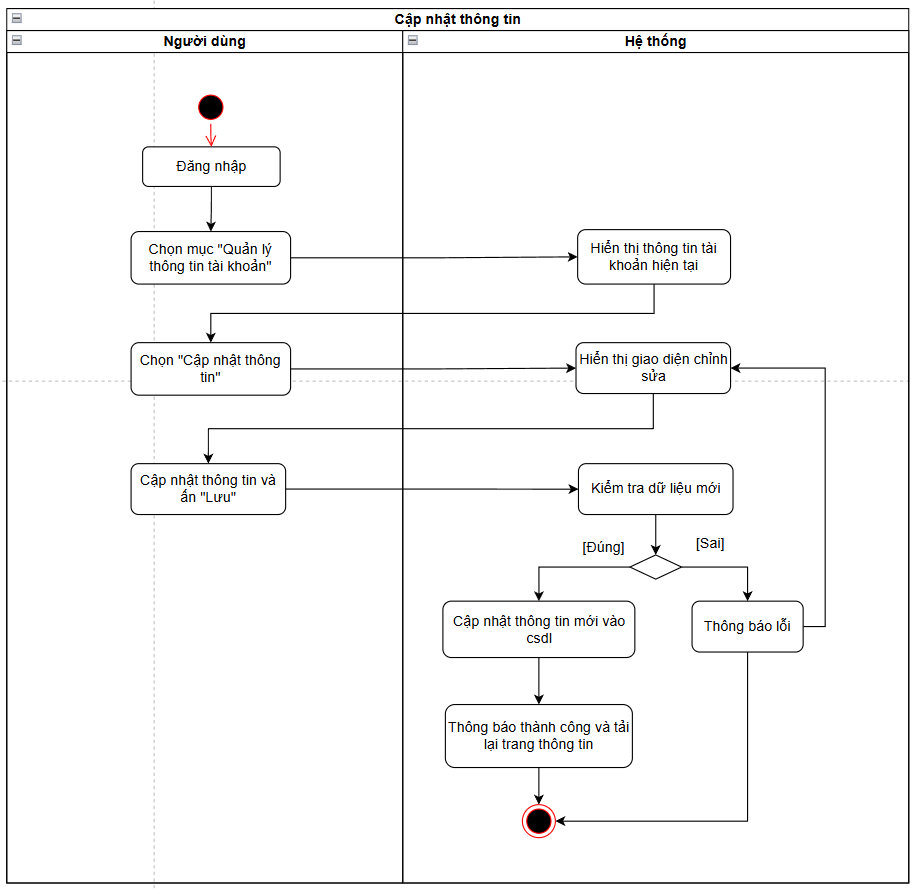 Cập nhật thông tin
Người dùng
Hệ thống
Đăng nhập
Chọn mục "Quản lý
thông tin tài khoản"
Hiển thị thông tin tài
khoản hiện tại
Chọn "Cập nhật thông
tin"
Hiển thị giao diện chỉnh
sửa
Cập nhật thông tin và
ấn "Lưu"
Kiểm tra dữ liệu mới
[Đúng]
[Sai]
Cập nhật thông tin mới vào
csdl
Thông báo lỗi
Thông báo thành công và tải
lại trang thông tin